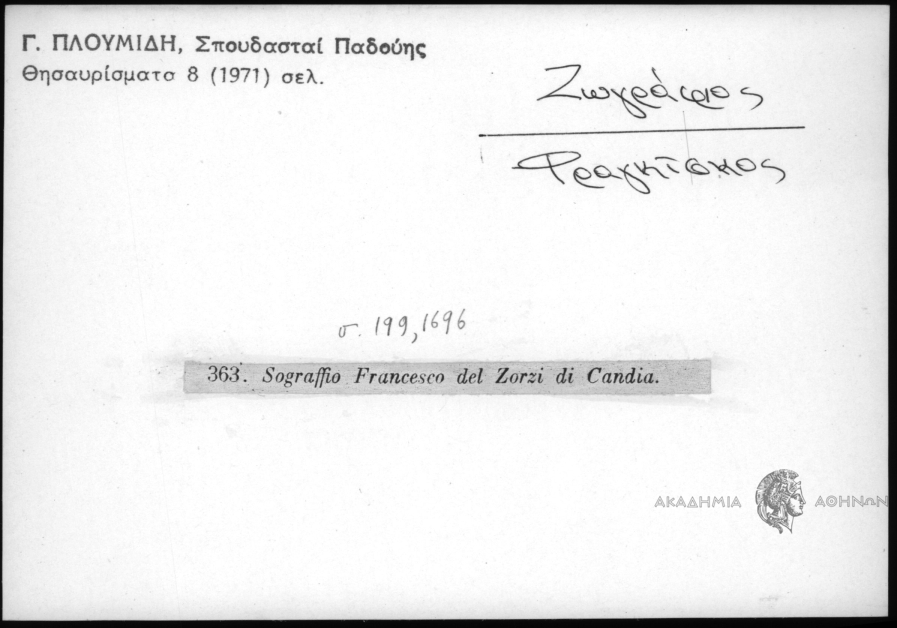 Γ. ΠΛΟΥΜΙΔΗ, Σπουδασταί Παδούης
Θησαυρίσματα 8 (1971) σελ.
Ζωγράφος
Φραγκίσκος
σ. 199, 1696
363. Sograffio Francesco del Zorzi di Candia.
ΑΚΑΔΗΜΙΑ ΑΘΗΝΩΝ